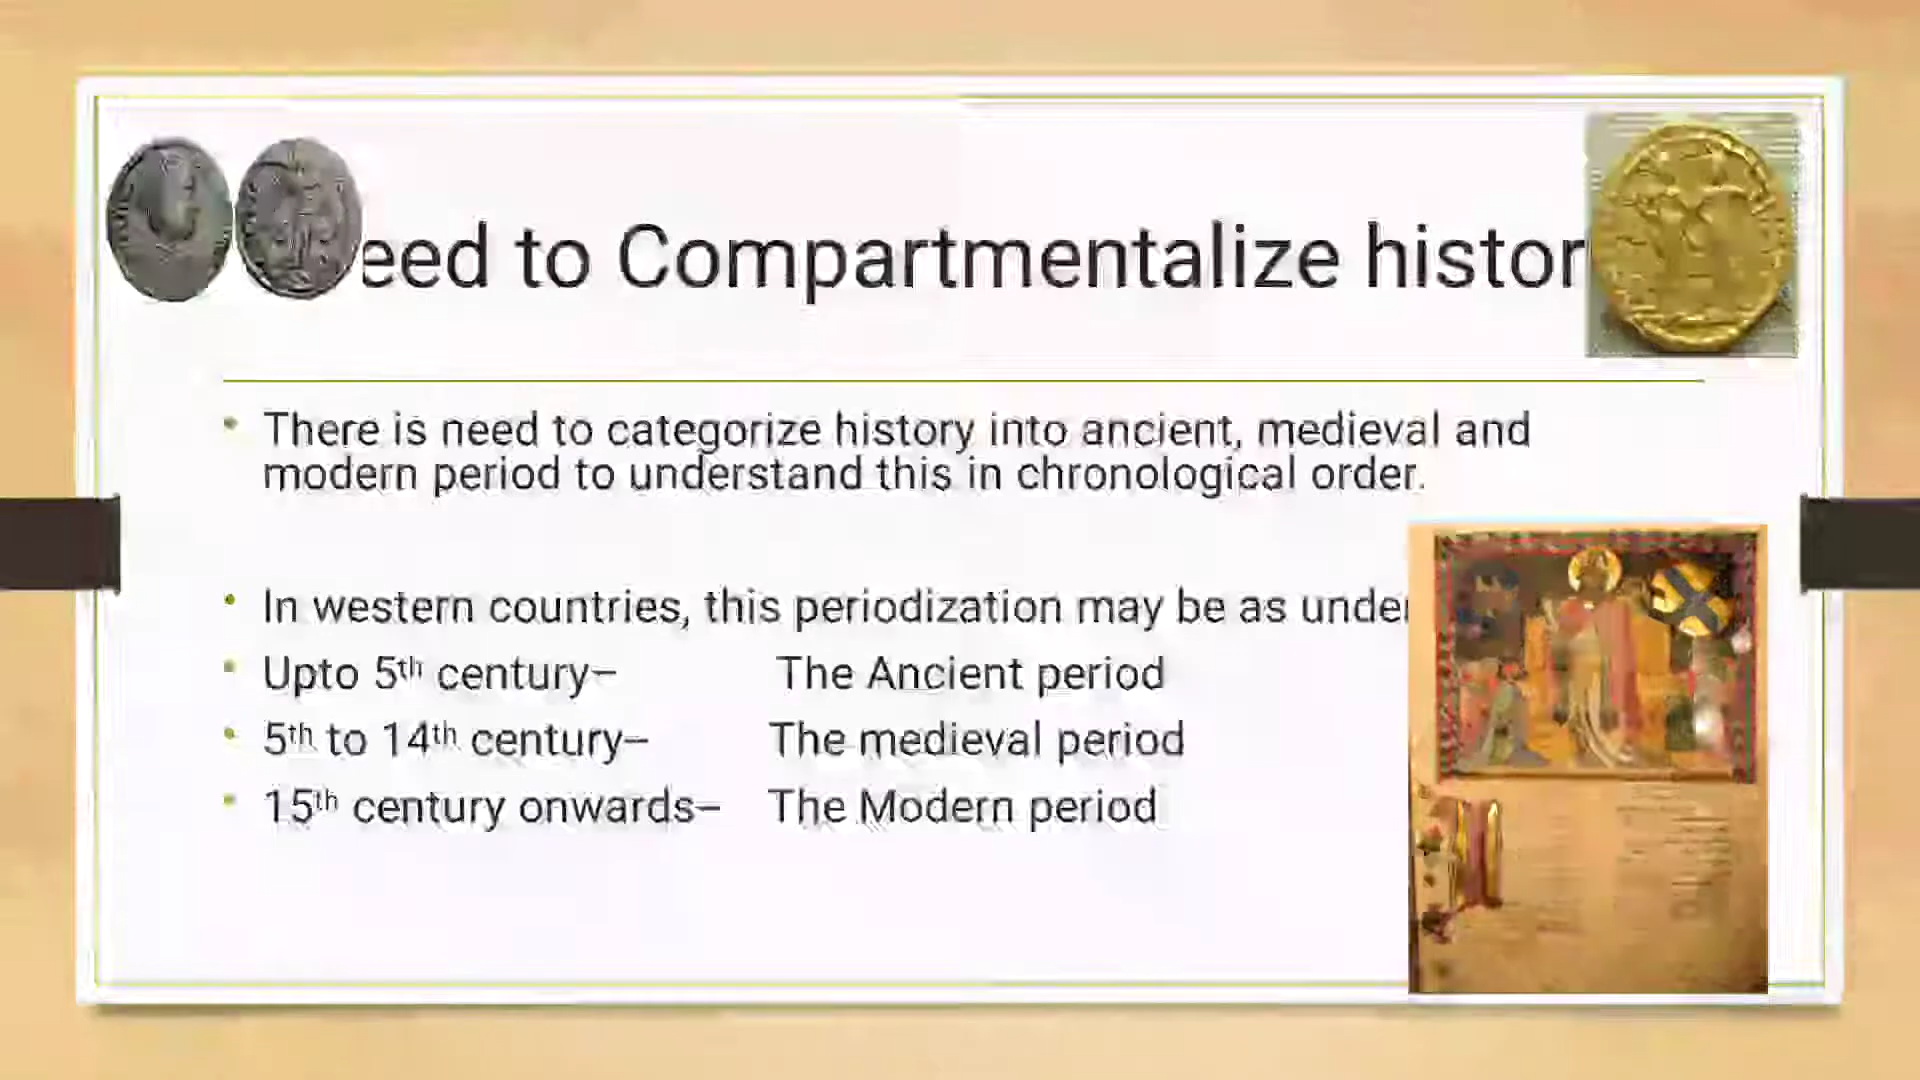 eed to Compartmentalize histor
There is need to categorize history into ancient, medieval and
modern period to understand this in chronological order.
In western countries, this periodization may be as under
Upto 5th century– The Ancient period
5th to 14th century– The medieval period
15th century onwards– The Modern period